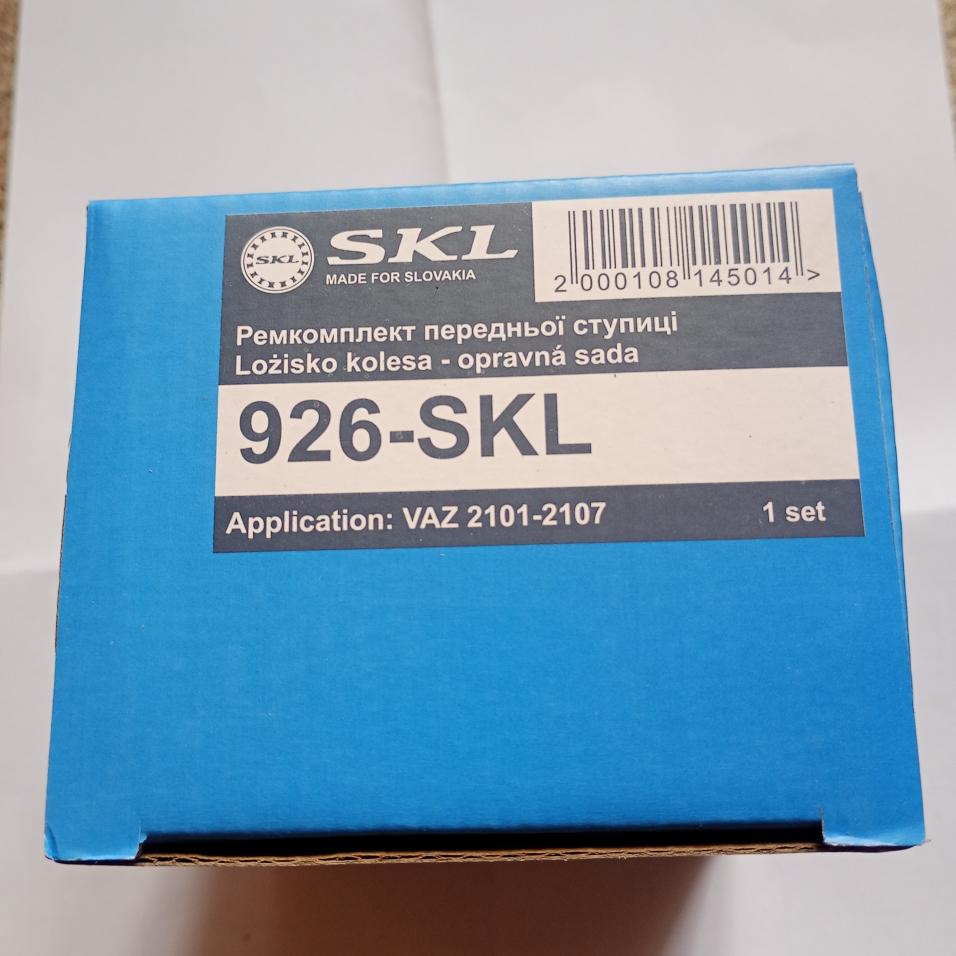 SKL
SKL
MADE FOR SLOVAKIA
2 000108 145014 >
Ремкомплект передньої ступиці
Ložisko kolesa - opravná sada
926-SKL
Application: VAZ 2101-2107
1 set